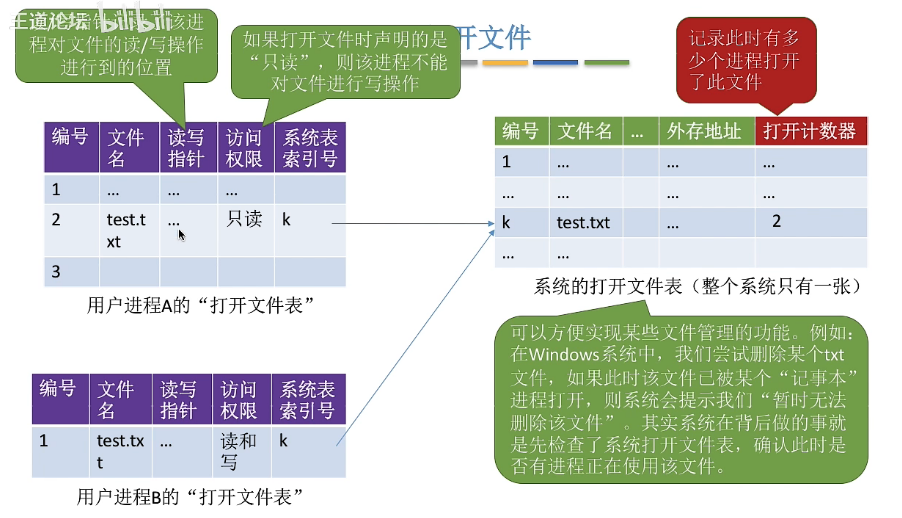 王道论坛 bilibili
该进
程对文件的读/写操作
进行到的位置
如果打开文件时声明的是
“只读”，则该进程不能
对文件进行写操作
开文件
记录此时有多
少个进程打开
了此文件
编号 文件名 读写指针 访问权限 系统表索引号
1 … … …
2 test.txt … 只读 k
3
用户进程A的“打开文件表”
编号 文件名 … 外存地址 打开计数器
1 … … …
… … … …
k test.txt … 2
… …
系统的打开文件表（整个系统只有一张）
可以方便实现某些文件管理的功能。例如：
在Windows系统中，我们尝试删除某个txt
文件，如果此时该文件已被某个“记事本”
进程打开，则系统会提示我们“暂时无法
删除该文件”。其实系统在背后做的事就
是先检查了系统打开文件表，确认此时是
否有进程正在使用该文件。
编号 文件名 读写指针 访问权限 系统表索引号
1 test.txt … 读和写 k
用户进程B的“打开文件表”